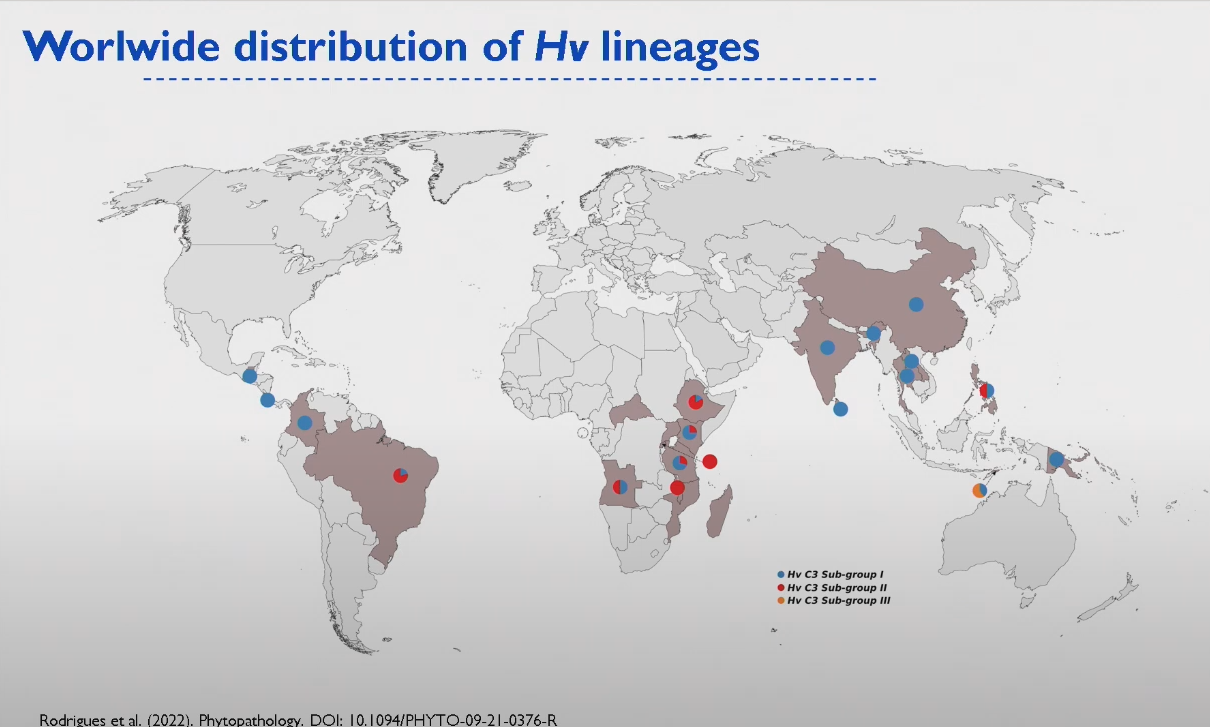 Worlwide distribution of Hv lineages
Hv C3 Sub-group I
Hv C3 Sub-group II
Hv C3 Sub-group III
Rodrigues et al. (2022). Phytopathology. DOI: 10.1094/PHYTO-09-21-0376-R